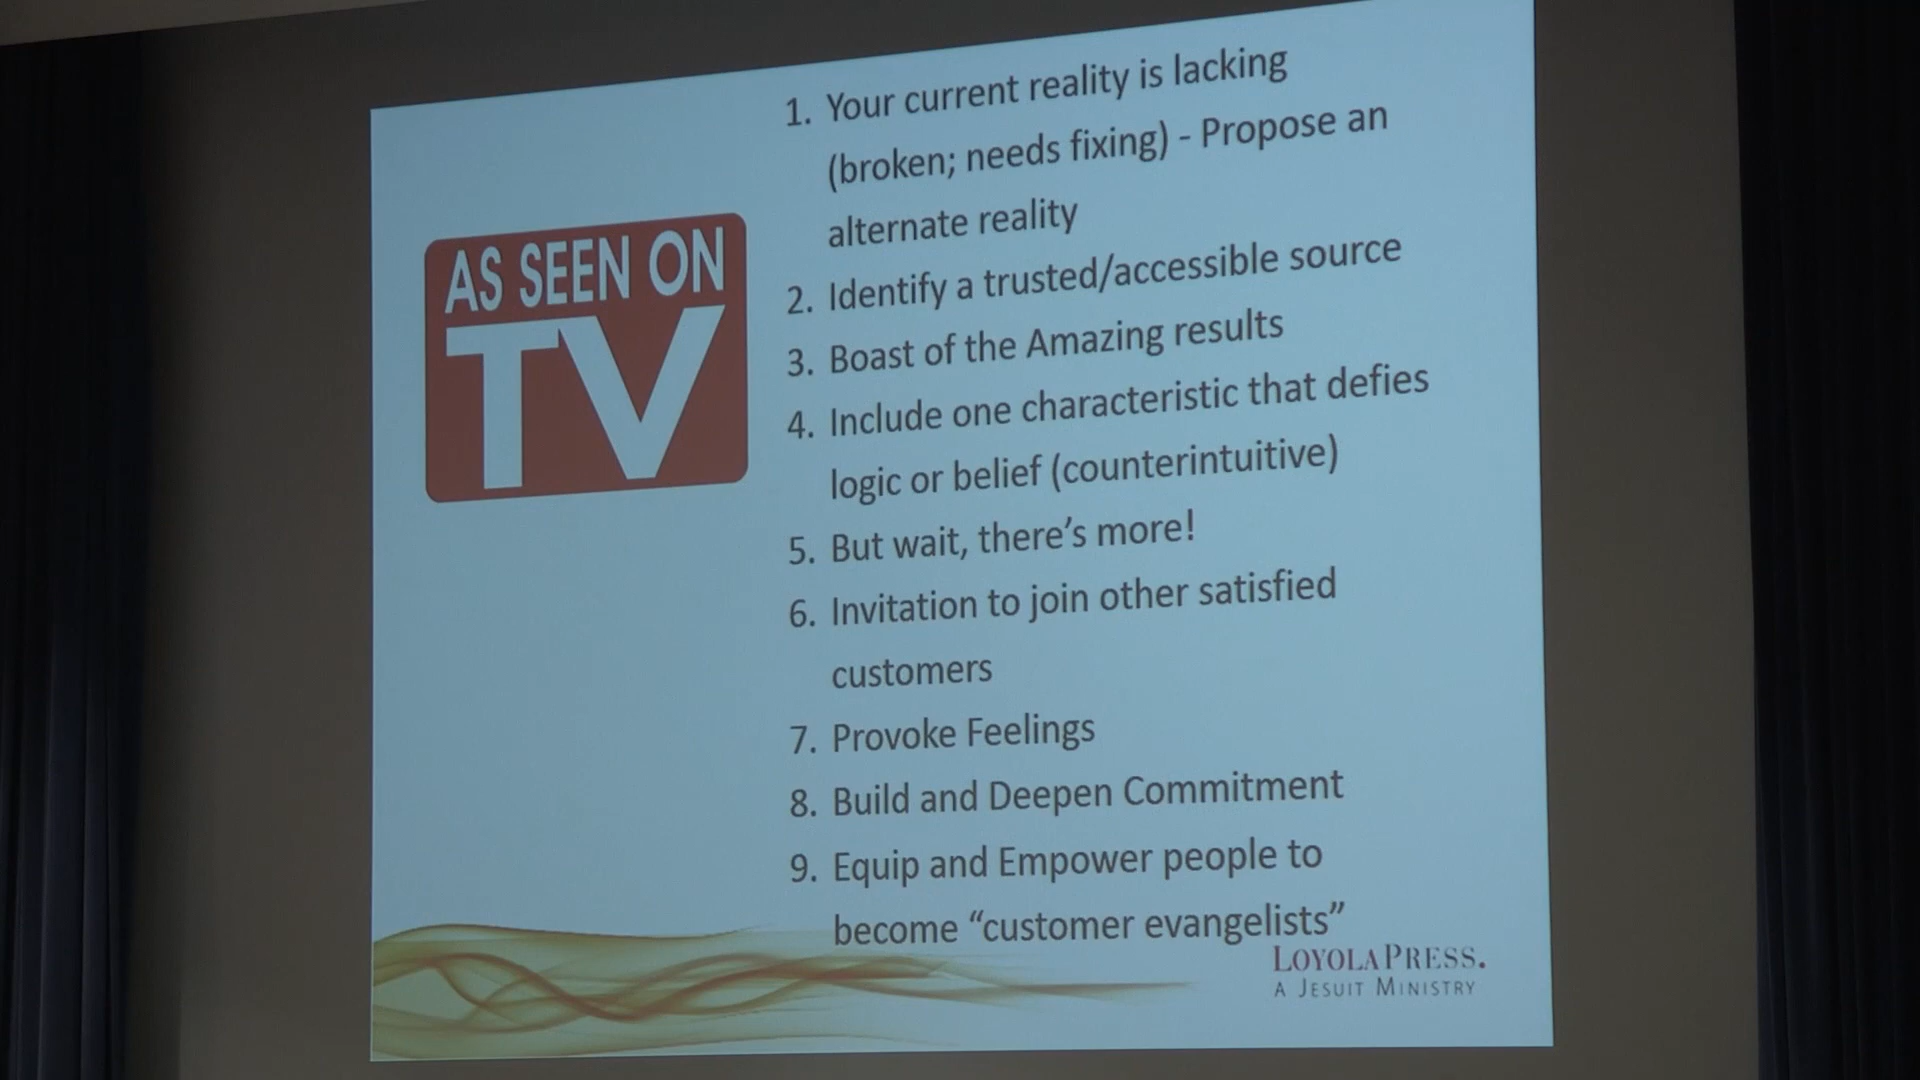 AS SEEN ON
TV
1. Your current reality is lacking
(broken; needs fixing) - Propose an
alternate reality
2. Identify a trusted/accessible source
3. Boast of the Amazing results
4. Include one characteristic that defies
logic or belief (counterintuitive)
5. But wait, there's more!
6. Invitation to join other satisfied
customers
7. Provoke Feelings
8. Build and Deepen Commitment
9. Equip and Empower people to
become “customer evangelists”
LOYOLA PRESS.
A JESUIT MINISTRY